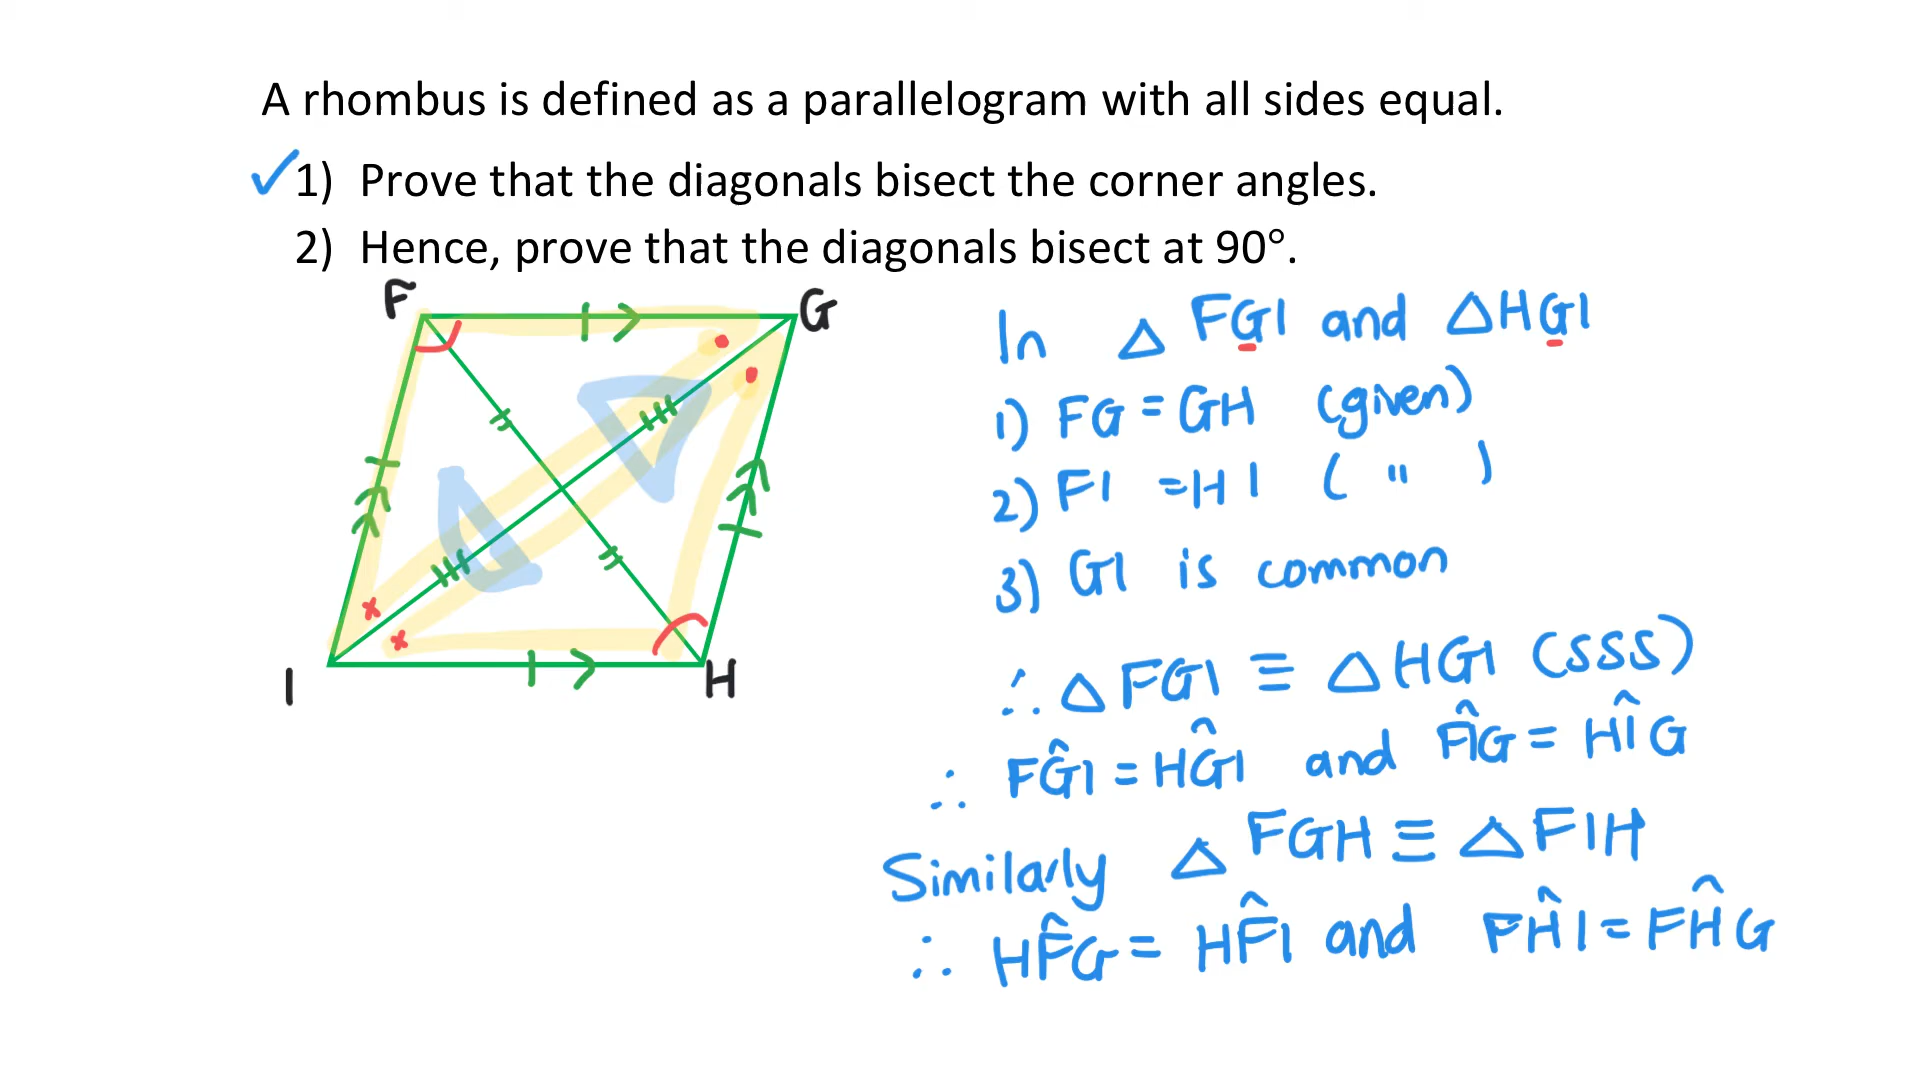 A rhombus is defined as a parallelogram with all sides equal.
✓1) Prove that the diagonals bisect the corner angles.
2) Hence, prove that the diagonals bisect at 90°.
F
G
I
H
In △ FGI and △HGI
1) FG = GH (given)
2) FI = HI ( " )
3) GI is common
∴ △ FGI ≡ △ HGI (SSS)
∴ FĜI = HĜI and FÎG = HÎG
Similarly △ FGH ≡ △ FIH
∴ HF̂G = HF̂I and FĤI = FĤG